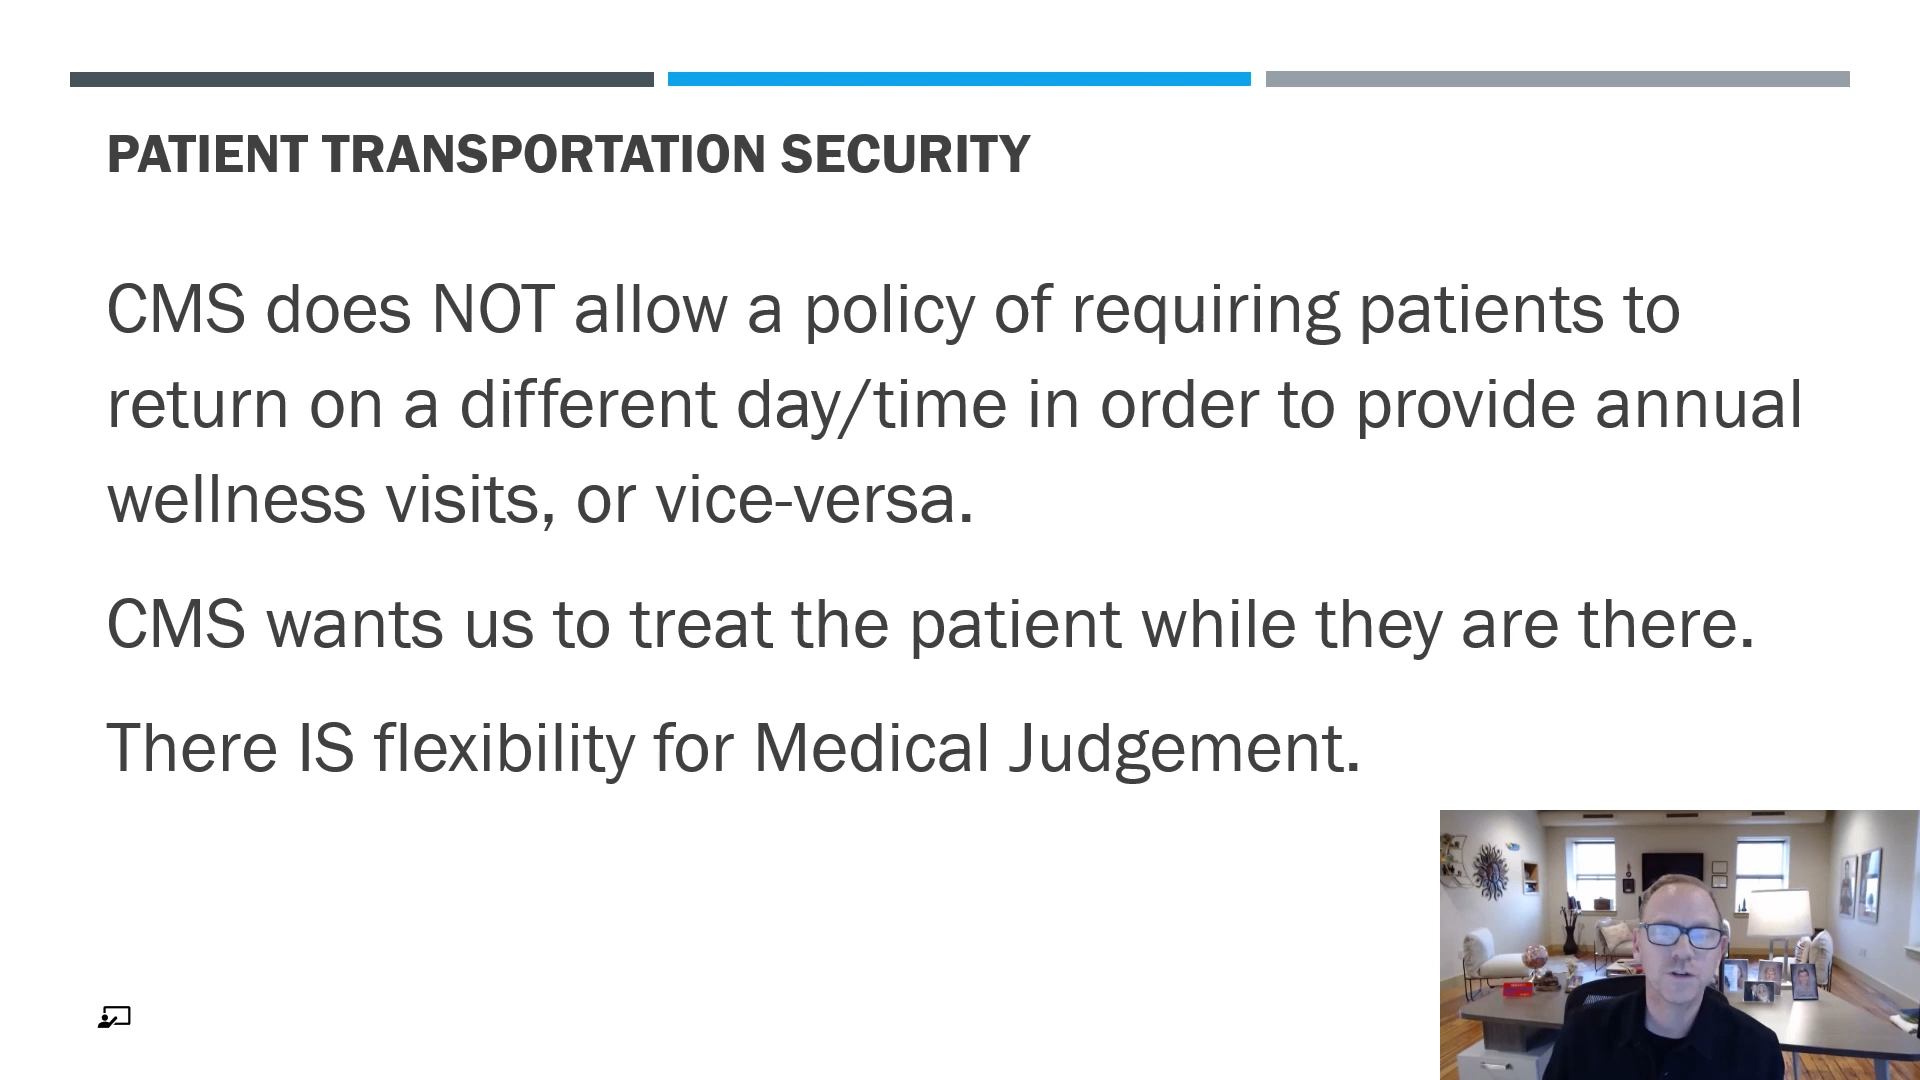 PATIENT TRANSPORTATION SECURITY
CMS does NOT allow a policy of requiring patients to
return on a different day/time in order to provide annual
wellness visits, or vice-versa.
CMS wants us to treat the patient while they are there.
There IS flexibility for Medical Judgement.